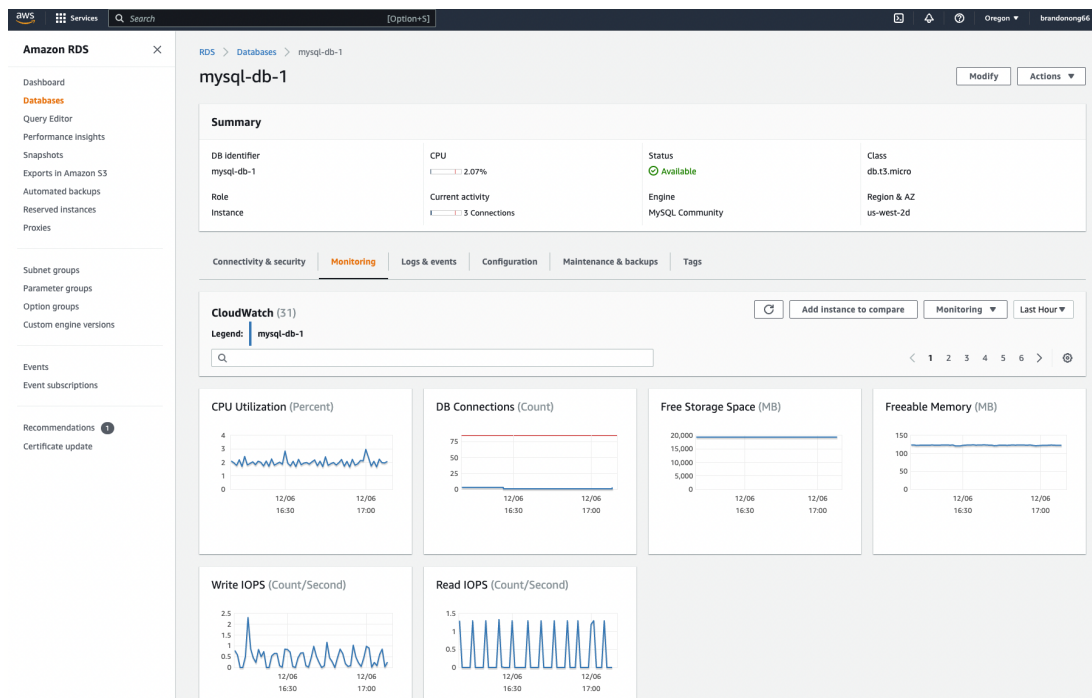 aws Services Search [Option+S] Oregon ▼ brandonong66
Amazon RDS
Dashboard
Databases
Query Editor
Performance insights
Snapshots
Exports in Amazon S3
Automated backups
Reserved instances
Proxies
Subnet groups
Parameter groups
Option groups
Custom engine versions
Events
Event subscriptions
Recommendations 1
Certificate update
RDS > Databases > mysql-db-1
mysql-db-1
Modify Actions ▼
Summary
DB identifier CPU Status Class
mysql-db-1 2.07% Available db.t3.micro
Role Current activity Engine Region & AZ
Instance 3 Connections MySQL Community us-west-2d
Connectivity & security Monitoring Logs & events Configuration Maintenance & backups Tags
CloudWatch (31) Add instance to compare Monitoring ▼ Last Hour ▼
Legend: mysql-db-1
< 1 2 3 4 5 6 >
CPU Utilization (Percent)
4
3
2
1
0
12/06 12/06
16:30 17:00
DB Connections (Count)
75
50
25
0
12/06 12/06
16:30 17:00
Free Storage Space (MB)
20,000
15,000
10,000
5,000
0
12/06 12/06
16:30 17:00
Freeable Memory (MB)
150
100
50
0
12/06 12/06
16:30 17:00
Write IOPS (Count/Second)
2.5
2
1.5
1
0.5
0
12/06 12/06
16:30 17:00
Read IOPS (Count/Second)
1.5
1
0.5
0
12/06 12/06
16:30 17:00